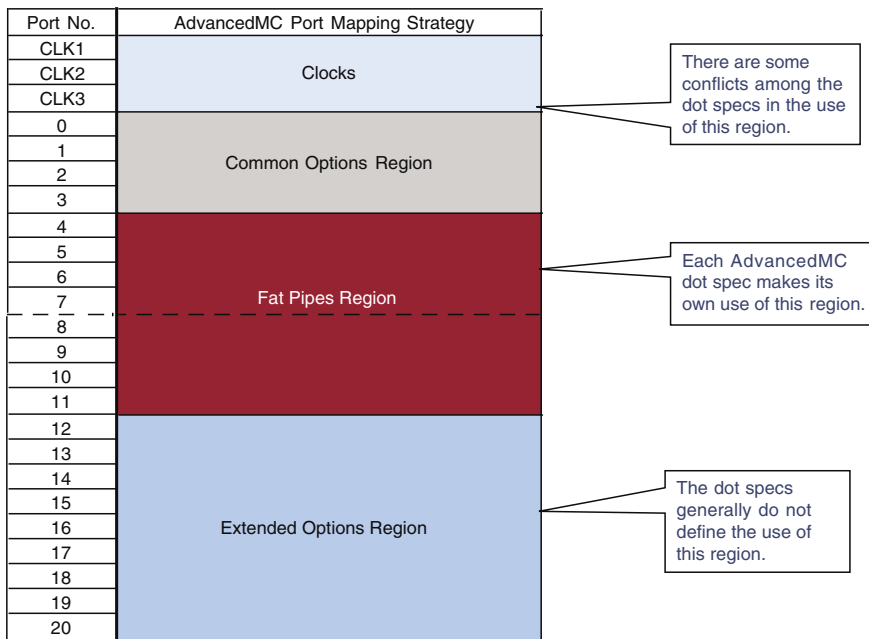 Port No. AdvancedMC Port Mapping Strategy
CLK1
CLK2
CLK3
Clocks
There are some
conflicts among the
dot specs in the use
of this region.
0
1
2
3
Common Options Region
4
5
6
7
8
9
10
11
Fat Pipes Region
Each AdvancedMC
dot spec makes its
own use of this region.
12
13
14
15
16
17
18
19
20
Extended Options Region
The dot specs
generally do not
define the use of
this region.